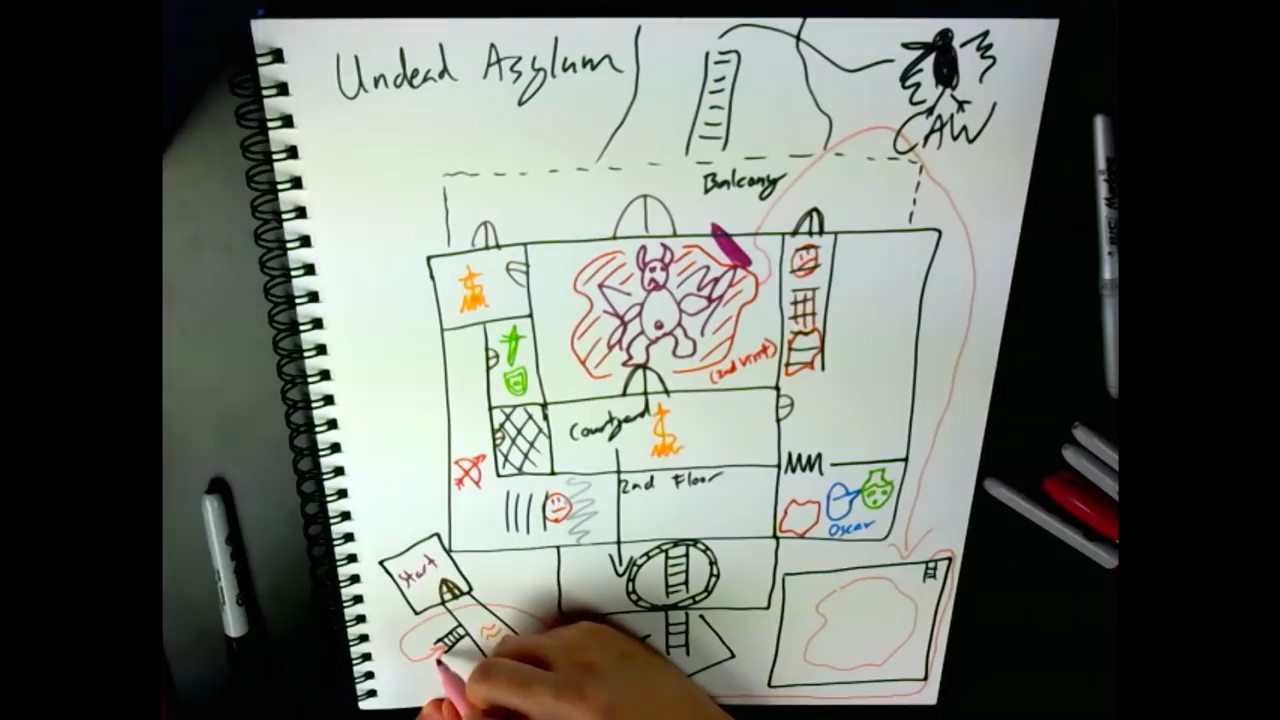 Undead Asylum
CAW
Balcony
(2nd visit)
Courtyard
2nd Floor
Oscar
Start